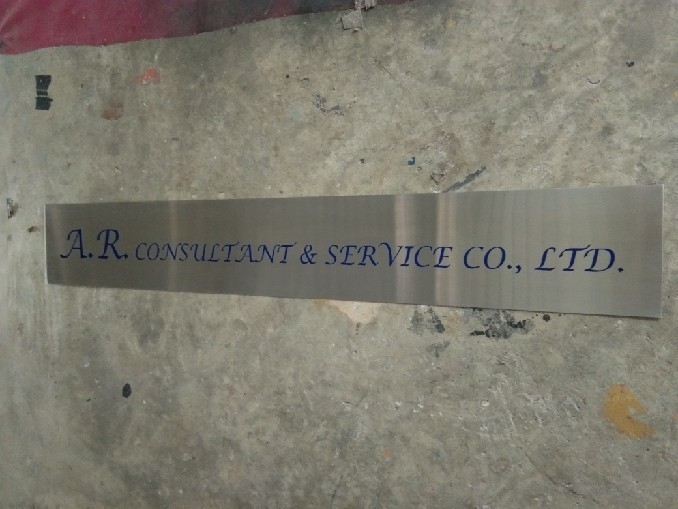 A.R. CONSULTANT & SERVICE CO., LTD.